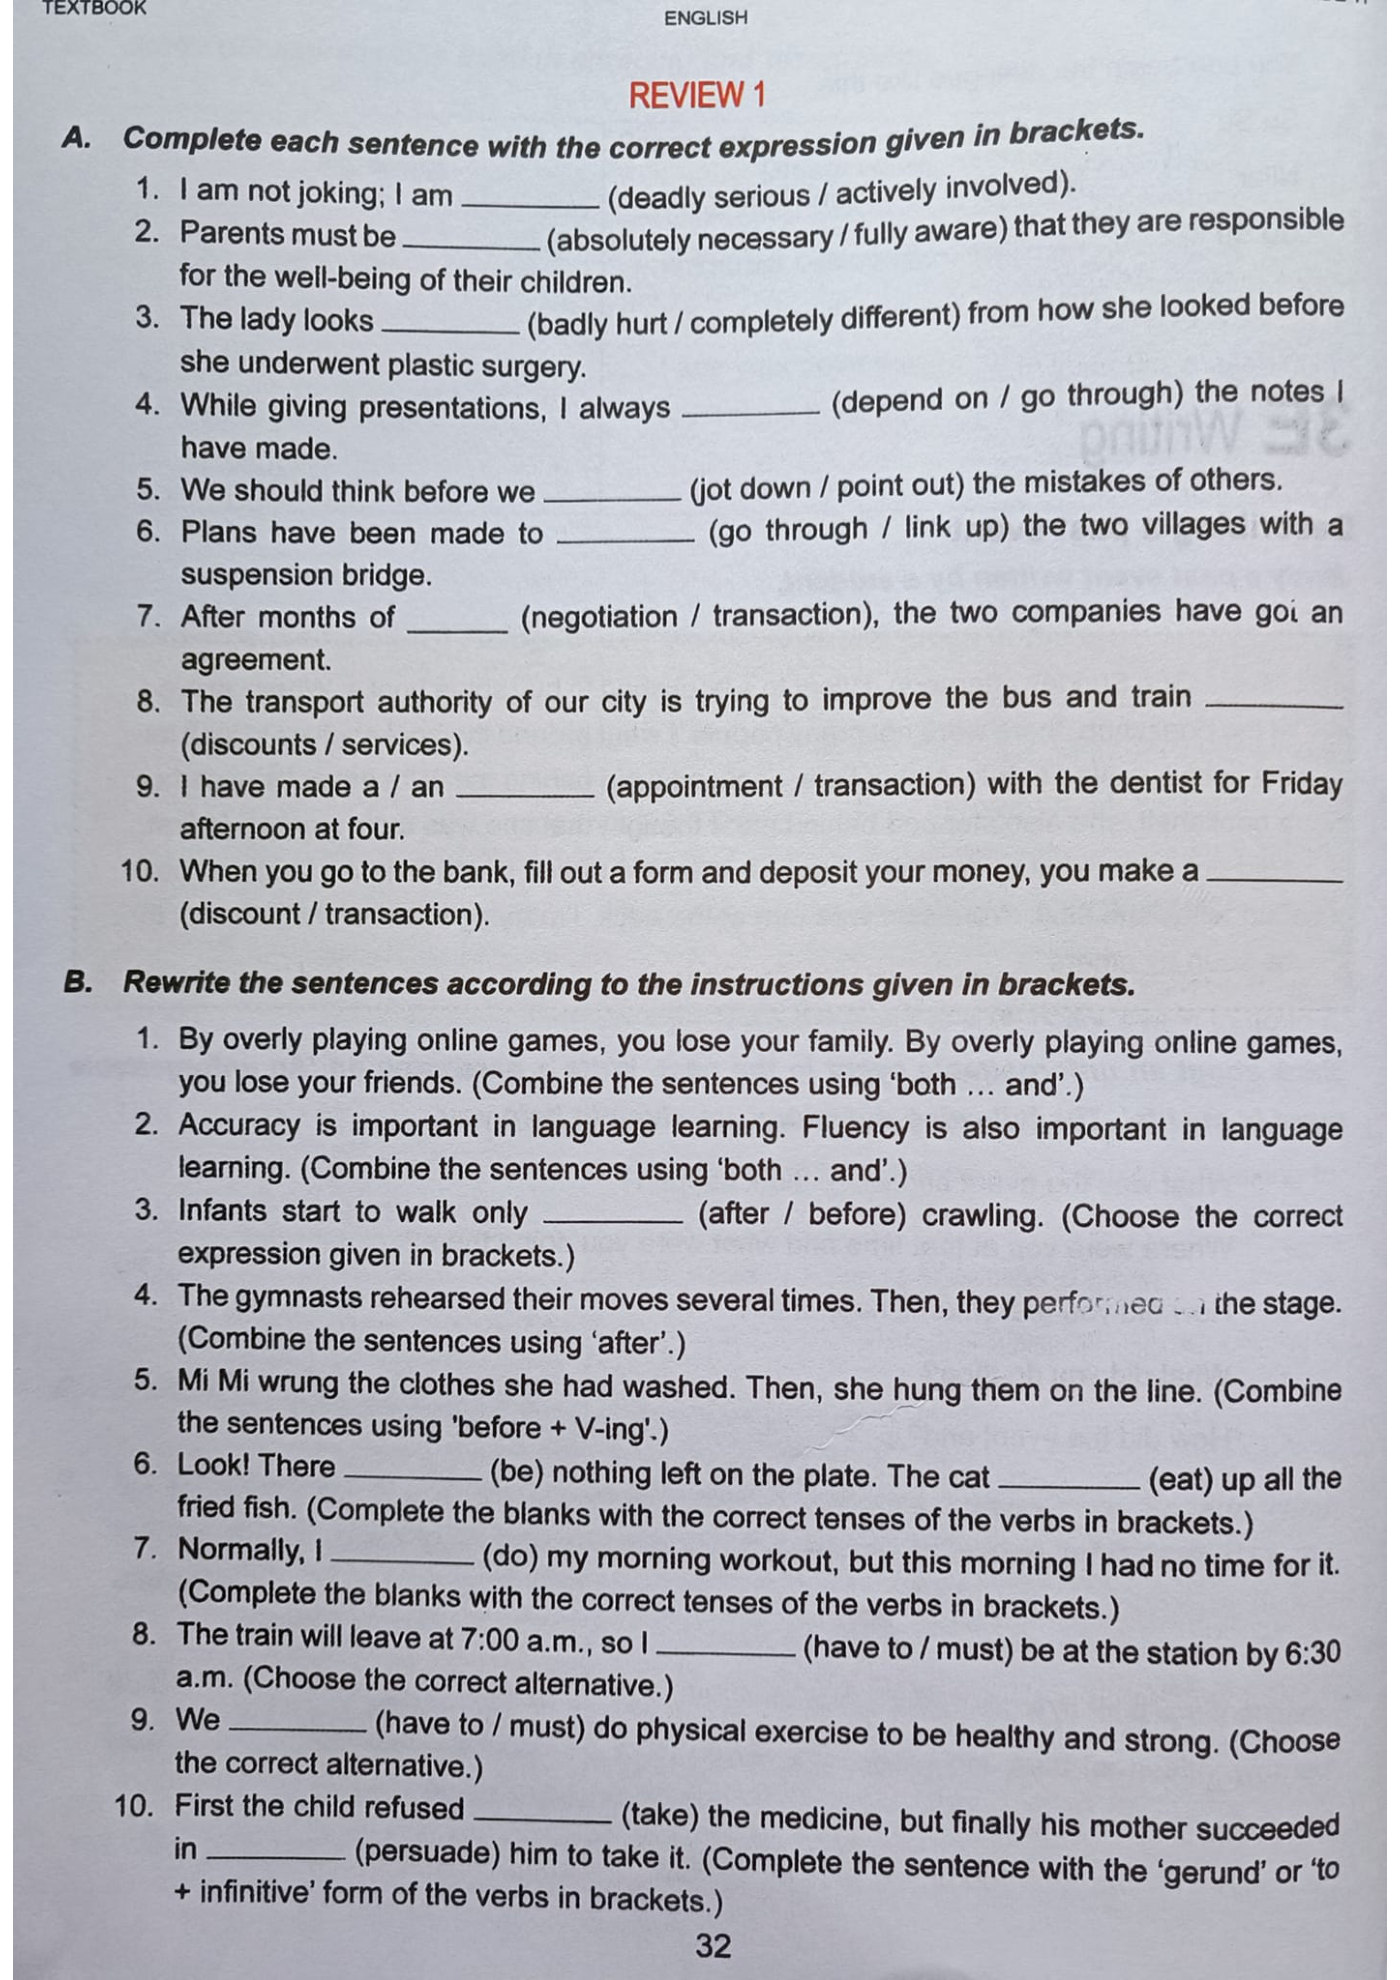 TEXTBOOK
ENGLISH
REVIEW 1
A. Complete each sentence with the correct expression given in brackets.
1. I am not joking; I am __________ (deadly serious / actively involved).
2. Parents must be __________ (absolutely necessary / fully aware) that they are responsible
for the well-being of their children.
3. The lady looks __________ (badly hurt / completely different) from how she looked before
she underwent plastic surgery.
4. While giving presentations, I always __________ (depend on / go through) the notes I
have made.
5. We should think before we __________ (jot down / point out) the mistakes of others.
6. Plans have been made to __________ (go through / link up) the two villages with a
suspension bridge.
7. After months of _______ (negotiation / transaction), the two companies have got an
agreement.
8. The transport authority of our city is trying to improve the bus and train __________
(discounts / services).
9. I have made a / an __________ (appointment / transaction) with the dentist for Friday
afternoon at four.
10. When you go to the bank, fill out a form and deposit your money, you make a __________
(discount / transaction).
3E Writing
B. Rewrite the sentences according to the instructions given in brackets.
1. By overly playing online games, you lose your family. By overly playing online games,
you lose your friends. (Combine the sentences using ‘both ... and’.)
2. Accuracy is important in language learning. Fluency is also important in language
learning. (Combine the sentences using ‘both ... and’.)
3. Infants start to walk only __________ (after / before) crawling. (Choose the correct
expression given in brackets.)
4. The gymnasts rehearsed their moves several times. Then, they performed the stage.
(Combine the sentences using ‘after’.)
5. Mi Mi wrung the clothes she had washed. Then, she hung them on the line. (Combine
the sentences using 'before + V-ing'.)
6. Look! There __________ (be) nothing left on the plate. The cat __________ (eat) up all the
fried fish. (Complete the blanks with the correct tenses of the verbs in brackets.)
7. Normally, I __________ (do) my morning workout, but this morning I had no time for it.
(Complete the blanks with the correct tenses of the verbs in brackets.)
8. The train will leave at 7:00 a.m., so I __________ (have to / must) be at the station by 6:30
a.m. (Choose the correct alternative.)
9. We __________ (have to / must) do physical exercise to be healthy and strong. (Choose
the correct alternative.)
10. First the child refused __________ (take) the medicine, but finally his mother succeeded
in __________ (persuade) him to take it. (Complete the sentence with the ‘gerund’ or ‘to
+ infinitive’ form of the verbs in brackets.)
32